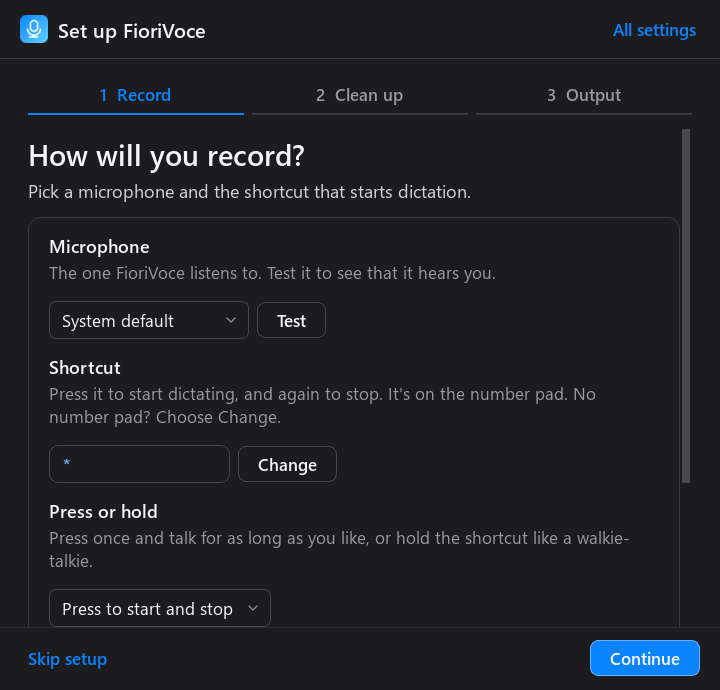 Set up FioriVoce
All settings
1 Record
2 Clean up
3 Output
How will you record?
Pick a microphone and the shortcut that starts dictation.
Microphone
The one FioriVoce listens to. Test it to see that it hears you.
System default
Test
Shortcut
Press it to start dictating, and again to stop. It's on the number pad. No
number pad? Choose Change.
*
Change
Press or hold
Press once and talk for as long as you like, or hold the shortcut like a walkie-
talkie.
Press to start and stop
Skip setup
Continue